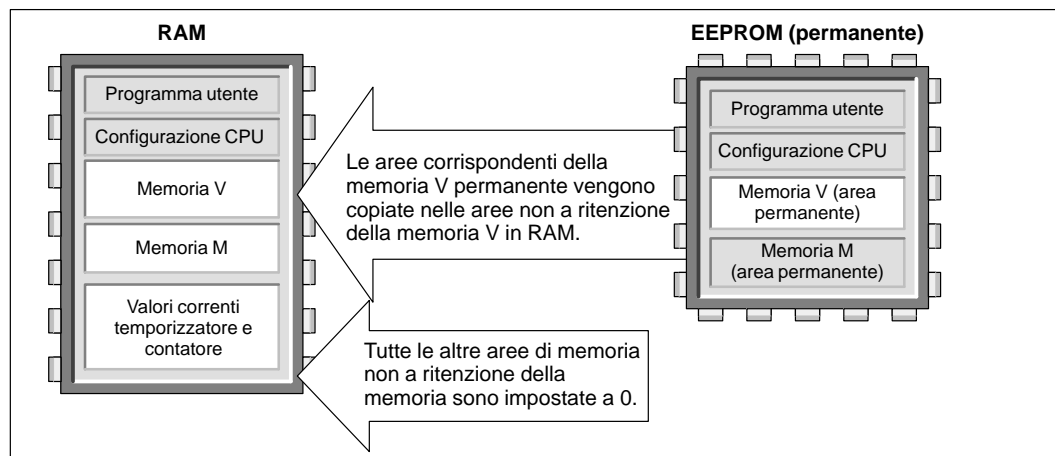 RAM
Programma utente
Configurazione CPU
Memoria V
Memoria M
Valori correnti
temporizzatore e
contatore
Le aree corrispondenti della
memoria V permanente vengono
copiate nelle aree non a ritenzione
della memoria V in RAM.
Tutte le altre aree di memoria
non a ritenzione della
memoria sono impostate a 0.
EEPROM (permanente)
Programma utente
Configurazione CPU
Memoria V (area
permanente)
Memoria M
(area permanente)